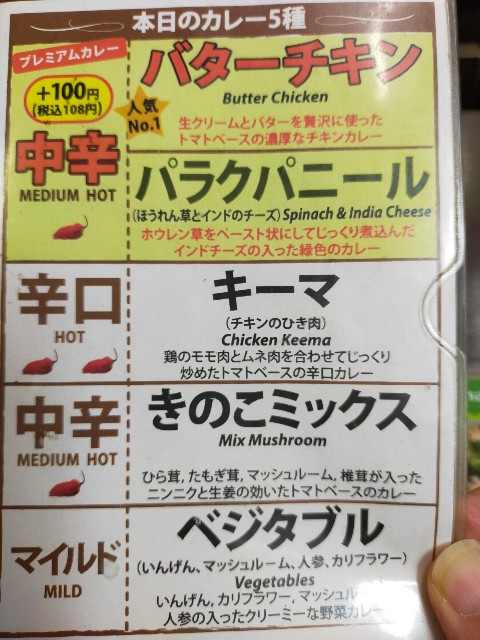 本日のカレー5種
プレミアムカレー
+100円
(税込108円)
中辛
MEDIUM HOT
人気
No.1
バターチキン
Butter Chicken
生クリームとバターを贅沢に使った
トマトベースの濃厚なチキンカレー
パラクパニール
(ほうれん草とインドのチーズ)Spinach & India Cheese
ホウレン草をペースト状にしてじっくり煮込んだ
インドチーズの入った緑色のカレー
辛口
HOT
キーマ
(チキンのひき肉)
Chicken Keema
鶏のモモ肉とムネ肉を合わせてじっくり
炒めたトマトベースの辛口カレー
中辛
MEDIUM HOT
きのこミックス
Mix Mushroom
ひら茸、たもぎ茸、マッシュルーム、椎茸が入った
ニンニクと生姜の効いたトマトベースのカレー
マイルド
MILD
ベジタブル
(いんげん、マッシュルーム、人参、カリフラワー)
Vegetables
いんげん、カリフラワー、マッシュルー
人参の入ったクリーミーな野菜カレー